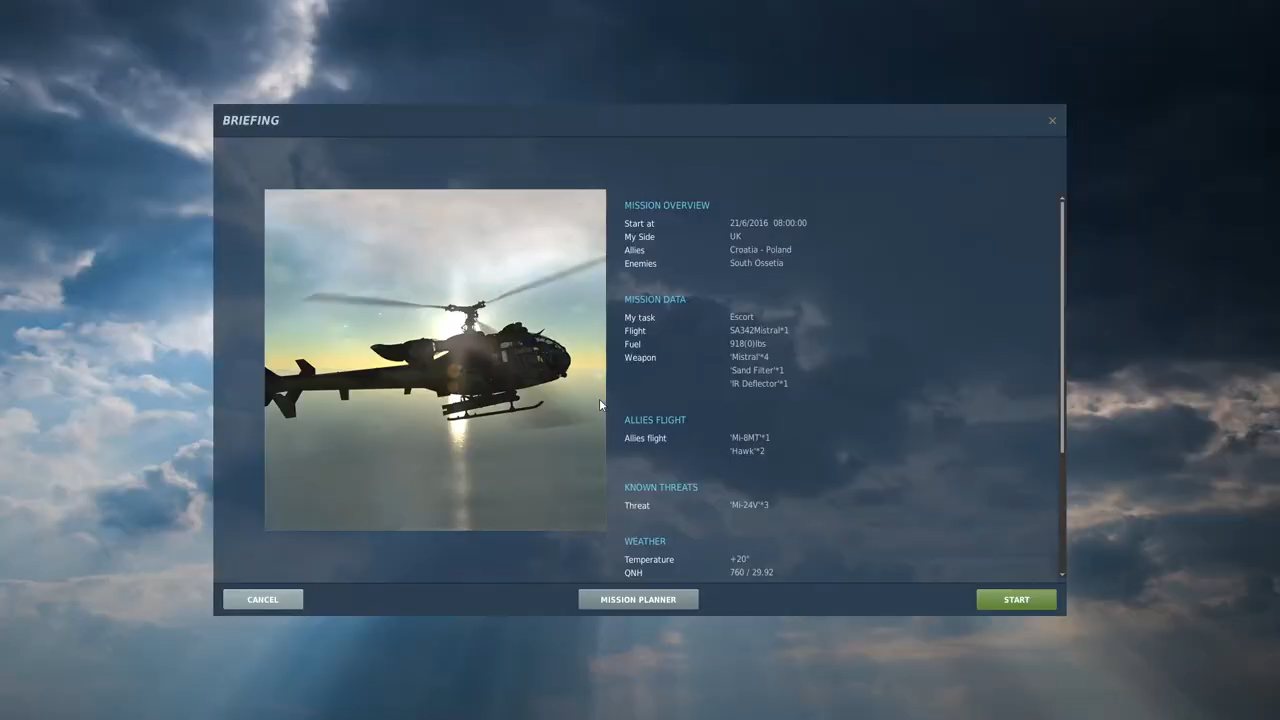 BRIEFING
MISSION OVERVIEW
Start at 21/6/2016 08:00:00
My Side UK
Allies Croatia - Poland
Enemies South Ossetia
MISSION DATA
My task Escort
Flight SA342Mistral*1
Fuel 918(0)lbs
Weapon 'Mistral'*4
'Sand Filter'*1
'IR Deflector'*1
ALLIES FLIGHT
Allies flight 'Mi-8MT'*1
'Hawk'*2
KNOWN THREATS
Threat 'Mi-24V'*3
WEATHER
Temperature +20°
QNH 760 / 29.92
CANCEL MISSION PLANNER START